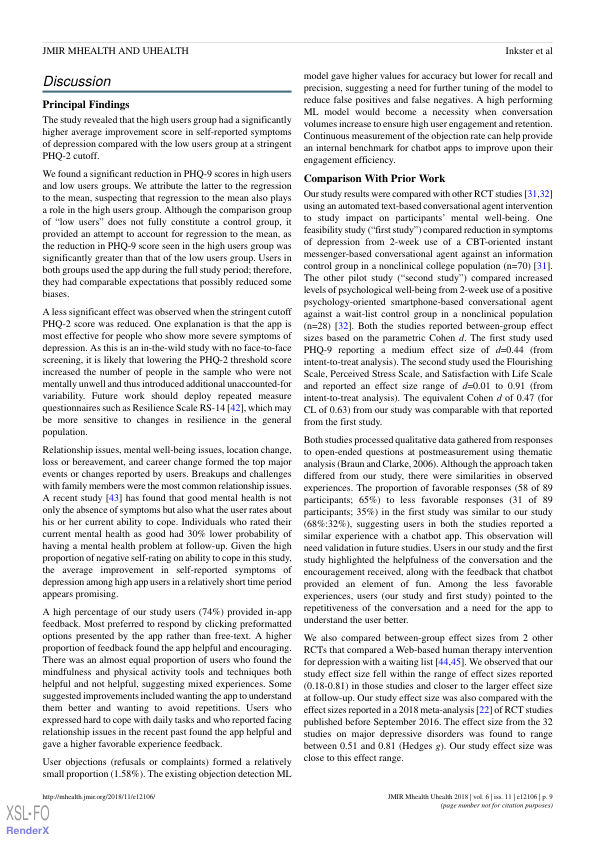 JMIR MHEALTH AND UHEALTH
Inkster et al
Discussion
Principal Findings
The study revealed that the high users group had a significantly
higher average improvement score in self-reported symptoms
of depression compared with the low users group at a stringent
PHQ-2 cutoff.
We found a significant reduction in PHQ-9 scores in high users
and low users groups. We attribute the latter to the regression
to the mean, suspecting that regression to the mean also plays
a role in the high users group. Although the comparison group
of “low users” does not fully constitute a control group, it
provided an attempt to account for regression to the mean, as
the reduction in PHQ-9 score seen in the high users group was
significantly greater than that of the low users group. Users in
both groups used the app during the full study period; therefore,
they had comparable expectations that possibly reduced some
biases.
A less significant effect was observed when the stringent cutoff
PHQ-2 score was reduced. One explanation is that the app is
most effective for people who show more severe symptoms of
depression. As this is an in-the-wild study with no face-to-face
screening, it is likely that lowering the PHQ-2 threshold score
increased the number of people in the sample who were not
mentally unwell and thus introduced additional unaccounted-for
variability. Future work should deploy repeated measure
questionnaires such as Resilience Scale RS-14 [42], which may
be more sensitive to changes in resilience in the general
population.
Relationship issues, mental well-being issues, location change,
loss or bereavement, and career change formed the top major
events or changes reported by users. Breakups and challenges
with family members were the most common relationship issues.
A recent study [43] has found that good mental health is not
only the absence of symptoms but also what the user rates about
his or her current ability to cope. Individuals who rated their
current mental health as good had 30% lower probability of
having a mental health problem at follow-up. Given the high
proportion of negative self-rating on ability to cope in this study,
the average improvement in self-reported symptoms of
depression among high app users in a relatively short time period
appears promising.
A high percentage of our study users (74%) provided in-app
feedback. Most preferred to respond by clicking preformatted
options presented by the app rather than free-text. A higher
proportion of feedback found the app helpful and encouraging.
There was an almost equal proportion of users who found the
mindfulness and physical activity tools and techniques both
helpful and not helpful, suggesting mixed experiences. Some
suggested improvements included wanting the app to understand
them better and wanting to avoid repetitions. Users who
expressed hard to cope with daily tasks and who reported facing
relationship issues in the recent past found the app helpful and
gave a higher favorable experience feedback.
User objections (refusals or complaints) formed a relatively
small proportion (1.58%). The existing objection detection ML
model gave higher values for accuracy but lower for recall and
precision, suggesting a need for further tuning of the model to
reduce false positives and false negatives. A high performing
ML model would become a necessity when conversation
volumes increase to ensure high user engagement and retention.
Continuous measurement of the objection rate can help provide
an internal benchmark for chatbot apps to improve upon their
engagement efficiency.
Comparison With Prior Work
Our study results were compared with other RCT studies [31,32]
using an automated text-based conversational agent intervention
to study impact on participants’ mental well-being. One
feasibility study (“first study”) compared reduction in symptoms
of depression from 2-week use of a CBT-oriented instant
messenger-based conversational agent against an information
control group in a nonclinical college population (n=70) [31].
The other pilot study (“second study”) compared increased
levels of psychological well-being from 2-week use of a positive
psychology-oriented smartphone-based conversational agent
against a wait-list control group in a nonclinical population
(n=28) [32]. Both the studies reported between-group effect
sizes based on the parametric Cohen d. The first study used
PHQ-9 reporting a medium effect size of d=0.44 (from
intent-to-treat analysis). The second study used the Flourishing
Scale, Perceived Stress Scale, and Satisfaction with Life Scale
and reported an effect size range of d=0.01 to 0.91 (from
intent-to-treat analysis). The equivalent Cohen d of 0.47 (for
CL of 0.63) from our study was comparable with that reported
from the first study.
Both studies processed qualitative data gathered from responses
to open-ended questions at postmeasurement using thematic
analysis (Braun and Clarke, 2006). Although the approach taken
differed from our study, there were similarities in observed
experiences. The proportion of favorable responses (58 of 89
participants; 65%) to less favorable responses (31 of 89
participants; 35%) in the first study was similar to our study
(68%:32%), suggesting users in both the studies reported a
similar experience with a chatbot app. This observation will
need validation in future studies. Users in our study and the first
study highlighted the helpfulness of the conversation and the
encouragement received, along with the feedback that chatbot
provided an element of fun. Among the less favorable
experiences, users (our study and first study) pointed to the
repetitiveness of the conversation and a need for the app to
understand the user better.
We also compared between-group effect sizes from 2 other
RCTs that compared a Web-based human therapy intervention
for depression with a waiting list [44,45]. We observed that our
study effect size fell within the range of effect sizes reported
(0.18-0.81) in those studies and closer to the larger effect size
at follow-up. Our study effect size was also compared with the
effect sizes reported in a 2018 meta-analysis [22] of RCT studies
published before September 2016. The effect size from the 32
studies on major depressive disorders was found to range
between 0.51 and 0.81 (Hedges g). Our study effect size was
close to this effect range.
http://mhealth.jmir.org/2018/11/e12106/
JMIR Mhealth Uhealth 2018 | vol. 6 | iss. 11 | e12106 | p. 9
(page number not for citation purposes)
XSL•FO
RenderX